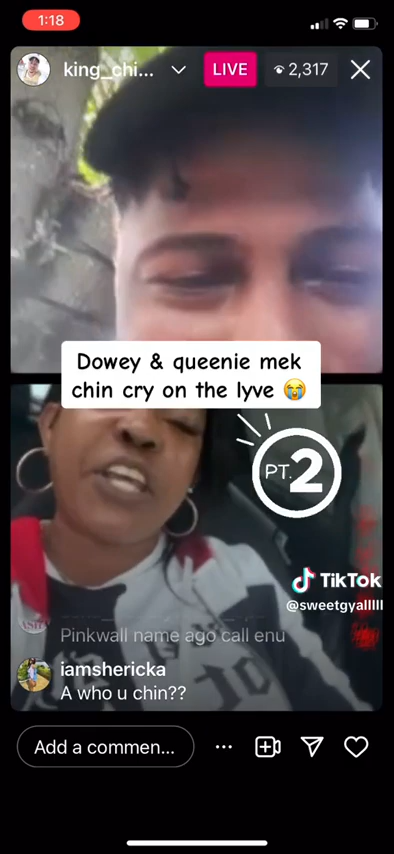 1:18
king_chi...
LIVE
2,317
Dowey & queenie mek
chin cry on the lyve 😭
PT.2
TikTok
@sweetgyalllll
Pinkwall name ago call enu
iamshericka
A who u chin??
Add a commen...